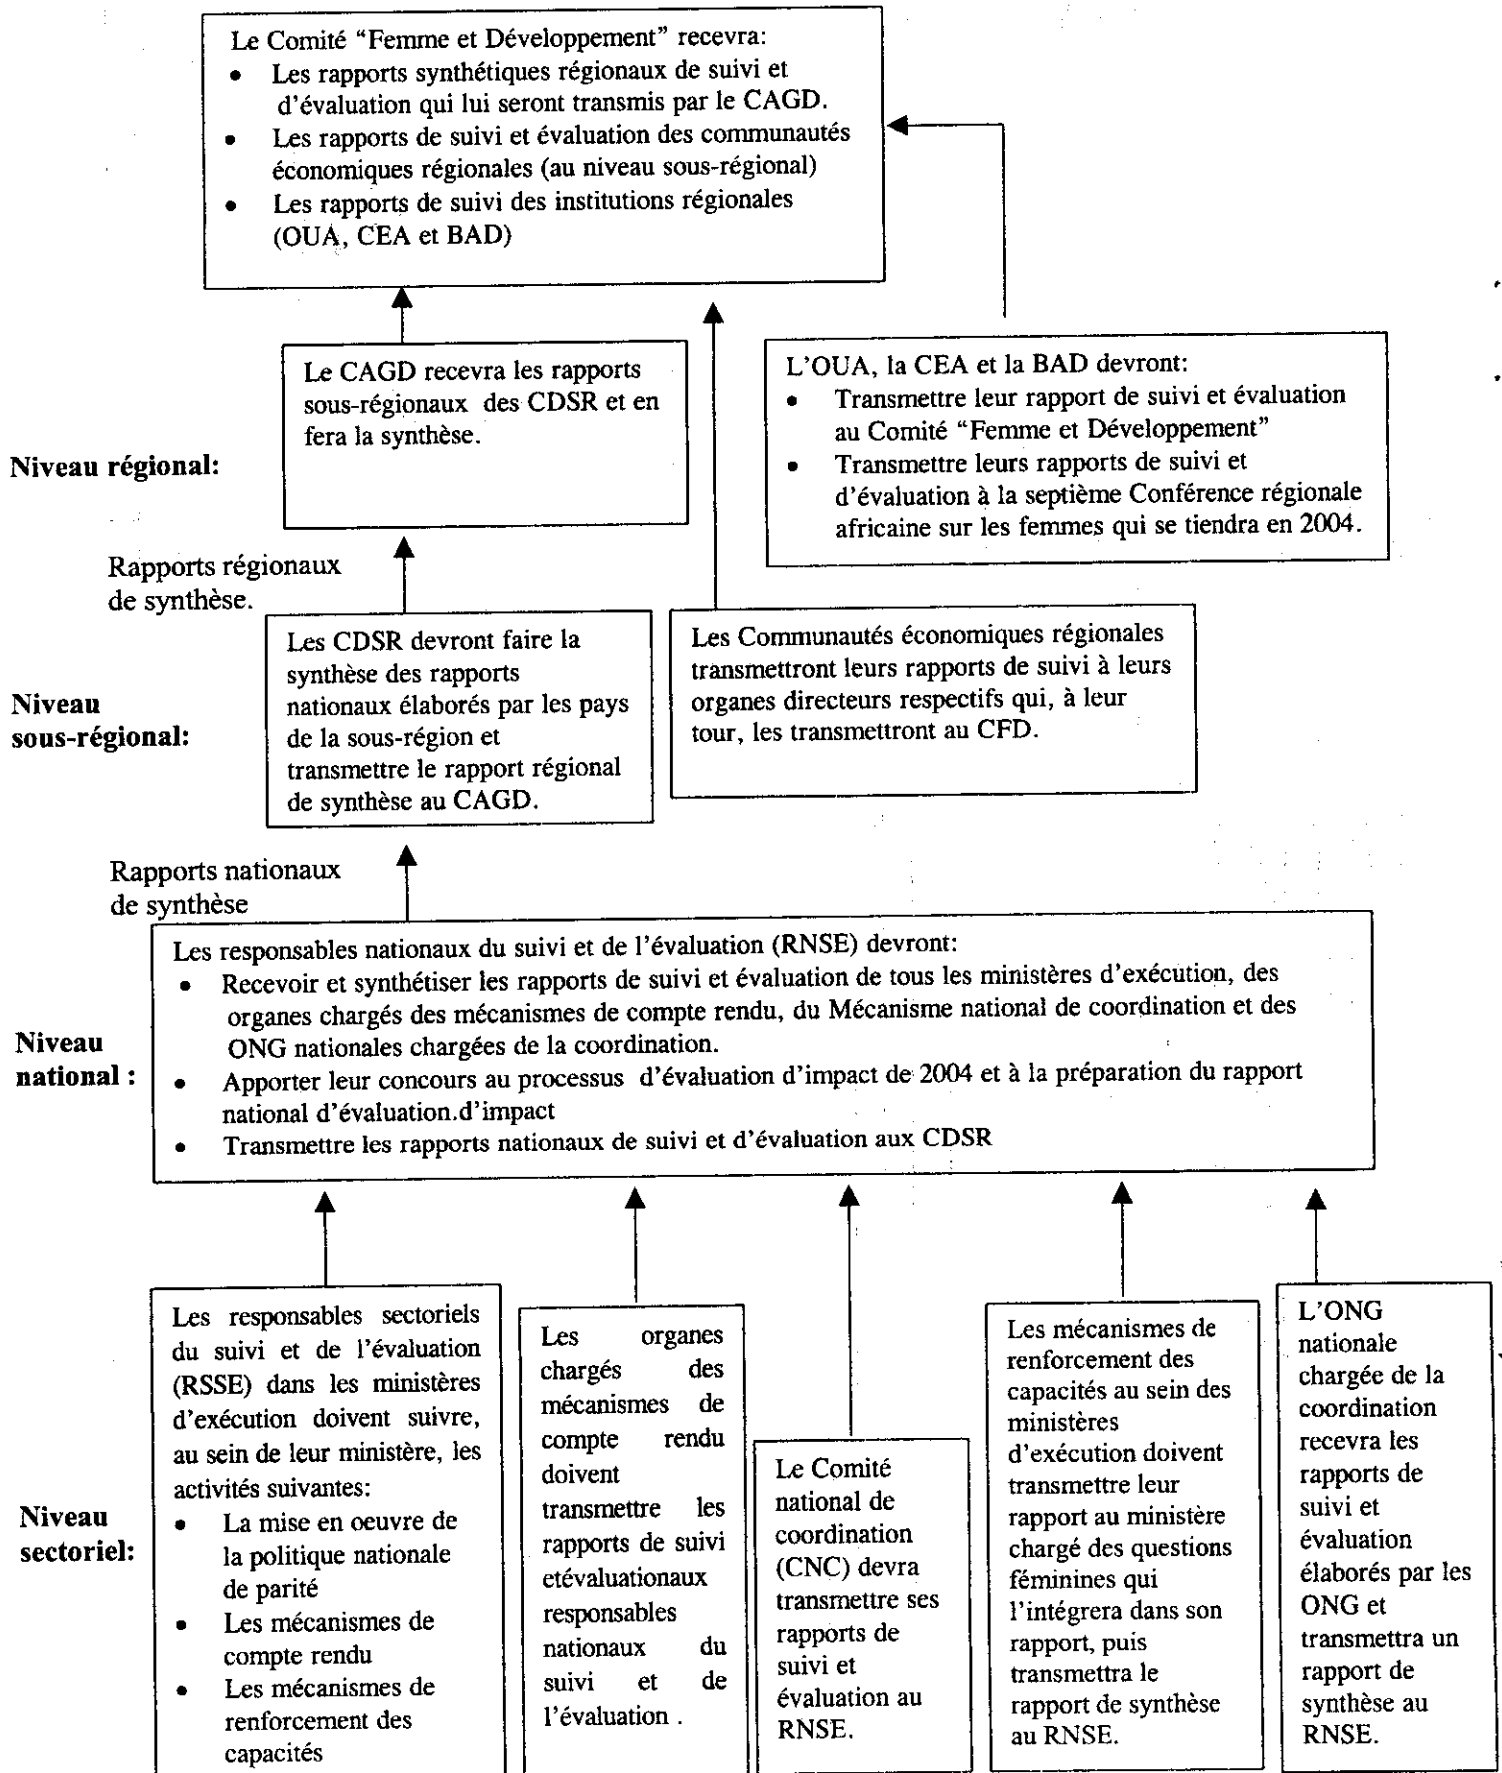 Le Comité “Femme et Développement” recevra:
• Les rapports synthétiques régionaux de suivi et
d’évaluation qui lui seront transmis par le CAGD.
• Les rapports de suivi et évaluation des communautés
économiques régionales (au niveau sous-régional)
• Les rapports de suivi des institutions régionales
(OUA, CEA et BAD)
Niveau régional:
Le CAGD recevra les rapports
sous-régionaux des CDSR et en
fera la synthèse.
L’OUA, la CEA et la BAD devront:
• Transmettre leur rapport de suivi et évaluation
au Comité “Femme et Développement”
• Transmettre leurs rapports de suivi et
d’évaluation à la septième Conférence régionale
africaine sur les femmes qui se tiendra en 2004.
Rapports régionaux
de synthèse.
Niveau
sous-régional:
Les CDSR devront faire la
synthèse des rapports
nationaux élaborés par les pays
de la sous-région et
transmettre le rapport régional
de synthèse au CAGD.
Les Communautés économiques régionales
transmettront leurs rapports de suivi à leurs
organes directeurs respectifs qui, à leur
tour, les transmettront au CFD.
Rapports nationaux
de synthèse
Niveau
national :
Les responsables nationaux du suivi et de l’évaluation (RNSE) devront:
• Recevoir et synthétiser les rapports de suivi et évaluation de tous les ministères d’exécution, des
organes chargés des mécanismes de compte rendu, du Mécanisme national de coordination et des
ONG nationales chargées de la coordination.
• Apporter leur concours au processus d’évaluation d’impact de 2004 et à la préparation du rapport
national d’évaluation.d’impact
• Transmettre les rapports nationaux de suivi et d’évaluation aux CDSR
Niveau
sectoriel:
Les responsables sectoriels
du suivi et de l’évaluation
(RSSE) dans les ministères
d’exécution doivent suivre,
au sein de leur ministère, les
activités suivantes:
• La mise en oeuvre de
la politique nationale
de parité
• Les mécanismes de
compte rendu
• Les mécanismes de
renforcement des
capacités
Les organes
chargés des
mécanismes de
compte rendu
doivent
transmettre les
rapports de suivi
etévaluationaux
responsables
nationaux du
suivi et de
l’évaluation .
Le Comité
national de
coordination
(CNC) devra
transmettre ses
rapports de
suivi et
évaluation au
RNSE.
Les mécanismes de
renforcement des
capacités au sein des
ministères
d’exécution doivent
transmettre leur
rapport au ministère
chargé des questions
féminines qui
l’intégrera dans son
rapport, puis
transmettra le
rapport de synthèse
au RNSE.
L’ONG
nationale
chargée de la
coordination
recevra les
rapports de
suivi et
évaluation
élaborés par les
ONG et
transmettra un
rapport de
synthèse au
RNSE.